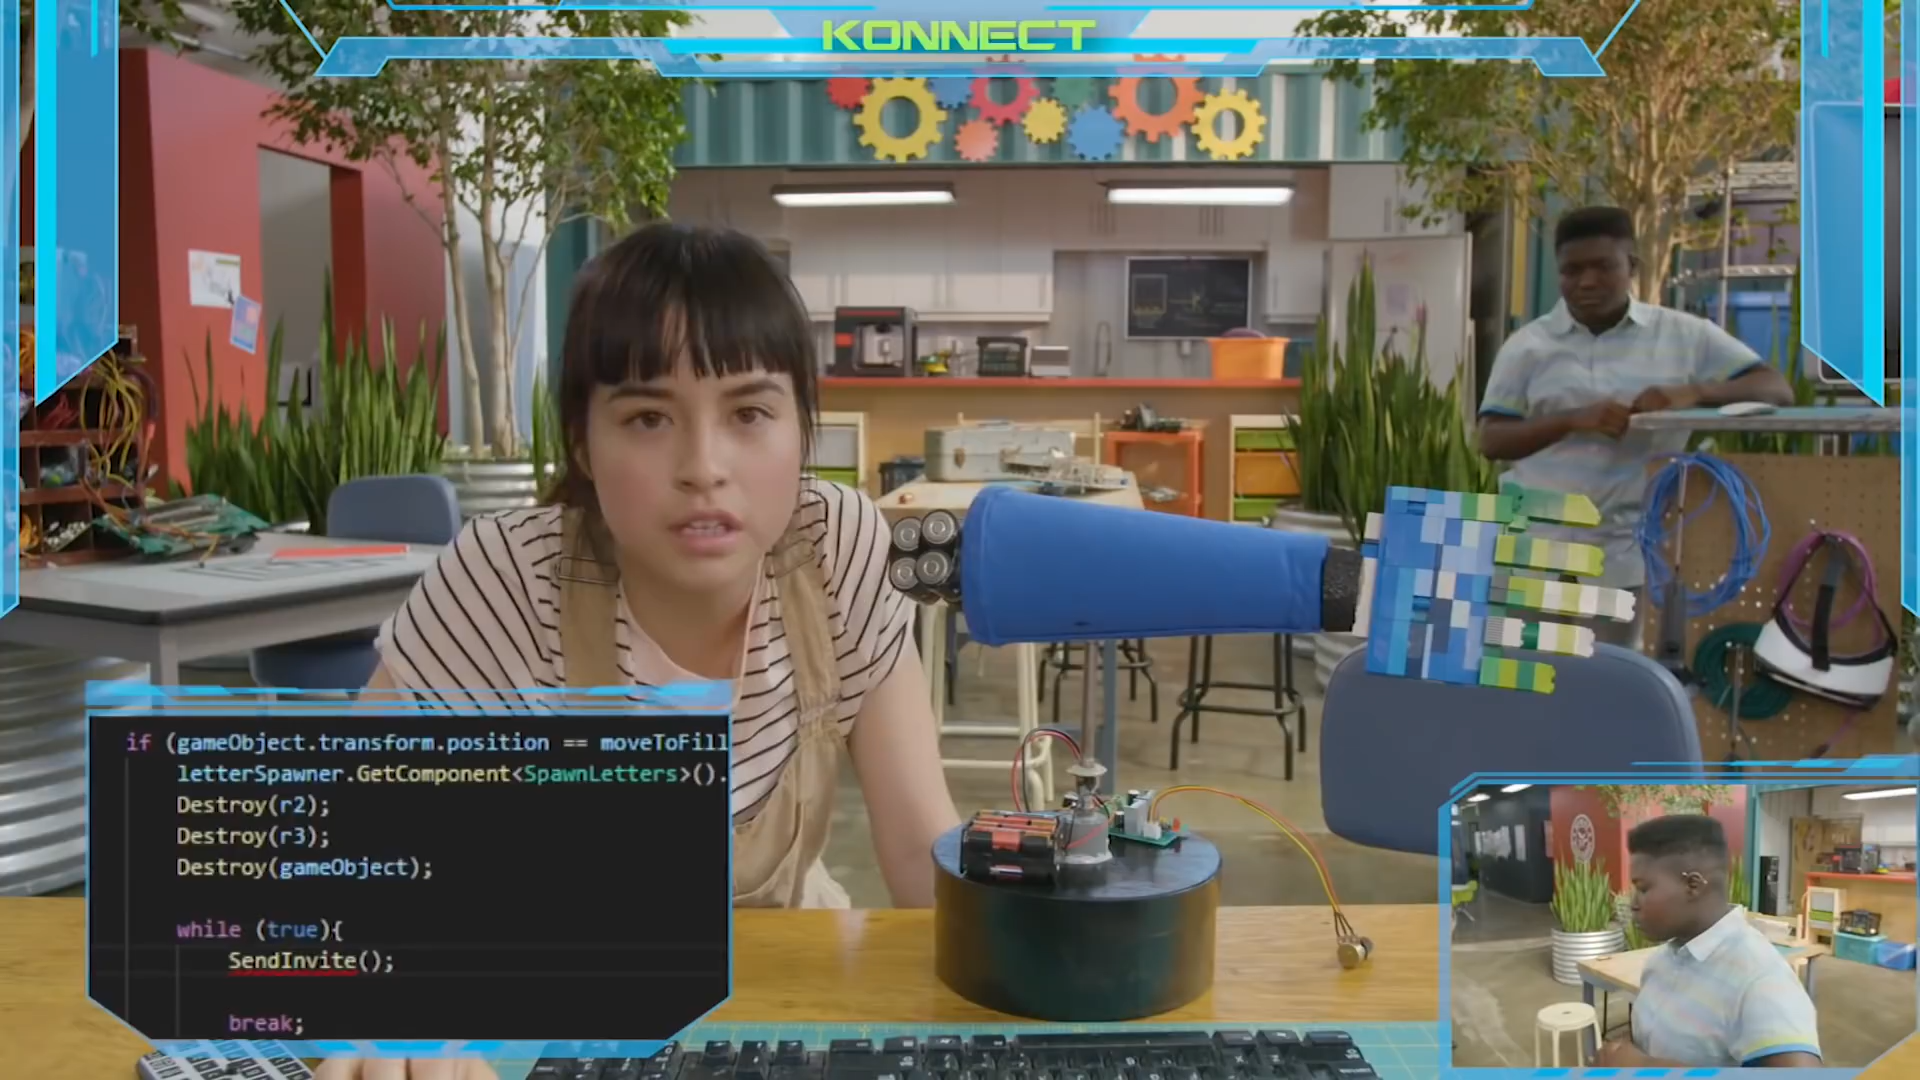 KONNECT
if (gameObject.transform.position == moveToFill
letterSpawner.GetComponent<SpawnLetters>().
Destroy(r2);
Destroy(r3);
Destroy(gameObject);
while (true){
SendInvite();
break;